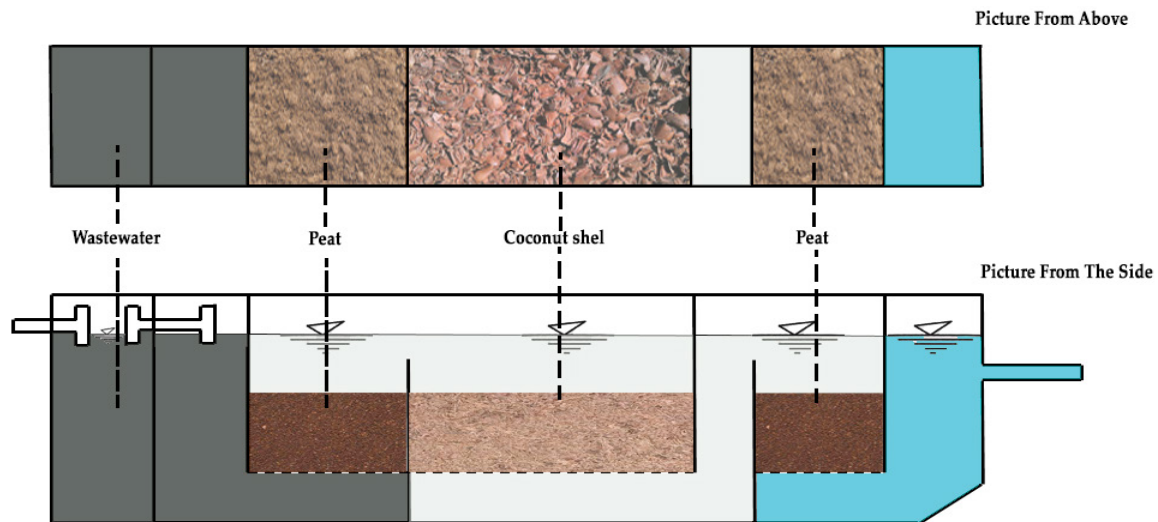 Picture From Above
Wastewater
Peat
Coconut shel
Peat
Picture From The Side